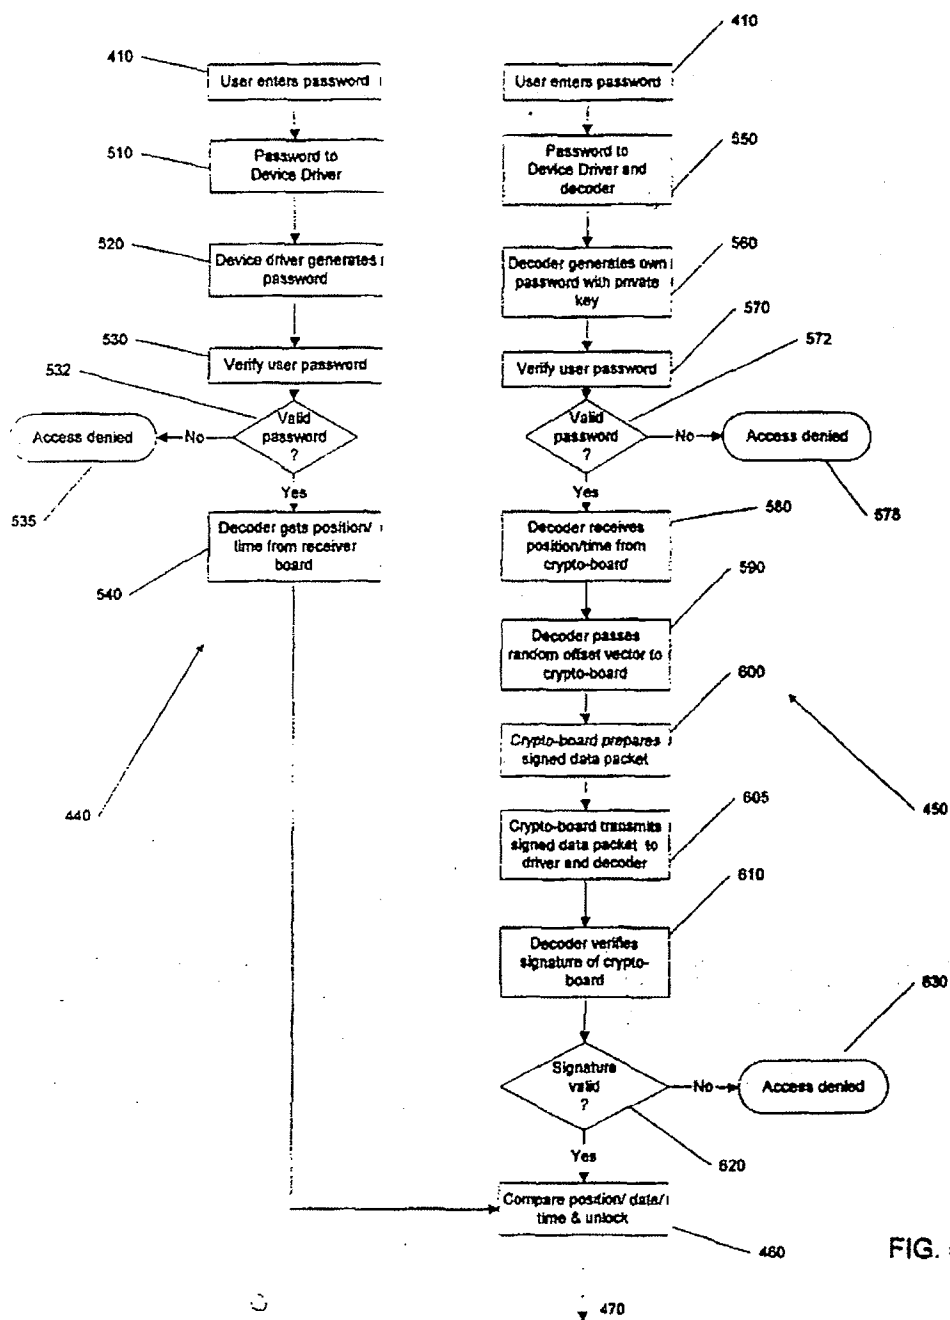 410
User enters password
510
Password to
Device Driver
520
Device driver generates
password
530
Verify user password
532
Valid
password
?
No
Access denied
535
Yes
Decoder gets position/
time from receiver
board
540
440
410
User enters password
550
Password to
Device Driver and
decoder
560
Decoder generates own
password with private
key
570
Verify user password
572
Valid
password
?
No
Access denied
578
Yes
580
Decoder receives
position/time from
crypto-board
590
Decoder passes
random offset vector to
crypto-board
600
Crypto-board prepares
signed data packet
450
605
Crypto-board transmits
signed data packet to
driver and decoder
610
Decoder verifies
signature of crypto-
board
630
Signature
valid
?
No
Access denied
620
Yes
Compare position/ date/
time & unlock
460
FIG.
470